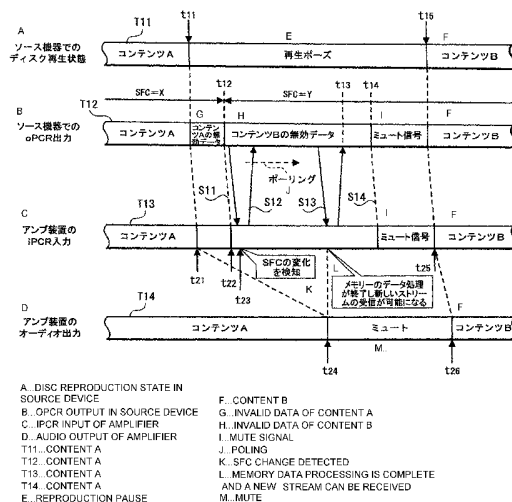 t11
t16
A
T11
E
F
ソース機器での
ディスク再生状態
コンテンツA
再生ポーズ
コンテンツB
SFC=X
t12
SFC=Y
t13
t14
T12
B
G
H
I
F
ソース機器での
oPCR出力
コンテンツA
コンテン
ツAの無
効データ
コンテンツBの無効データ
ミュート信号
コンテンツB
ポーリング
J
S11
S12
S13
S14
C
T13
I
F
アンプ装置の
iPCR入力
コンテンツA
ミュート信号
コンテンツB
t21
t22
t23
SFCの変化
を検知
K
L
メモリーのデータ処理
が終了し新しいストリー
ムの受信が可能になる
t25
D
T14
F
アンプ装置の
オーディオ出力
コンテンツA
ミュート
コンテンツB
t24
M...
t26
A...DISC REPRODUCTION STATE IN
SOURCE DEVICE
B...OPCR OUTPUT IN SOURCE DEVICE
C...IPCR INPUT OF AMPLIFIER
D...AUDIO OUTPUT OF AMPLIFIER
T11...CONTENT A
T12...CONTENT A
T13...CONTENT A
T14...CONTENT A
E...REPRODUCTION PAUSE
F...CONTENT B
G...INVALID DATA OF CONTENT A
H...INVALID DATA OF CONTENT B
I...MUTE SIGNAL
J...POLING
K...SFC CHANGE DETECTED
L...MEMORY DATA PROCESSING IS COMPLETE
AND A NEW STREAM CAN BE RECEIVED
M...MUTE